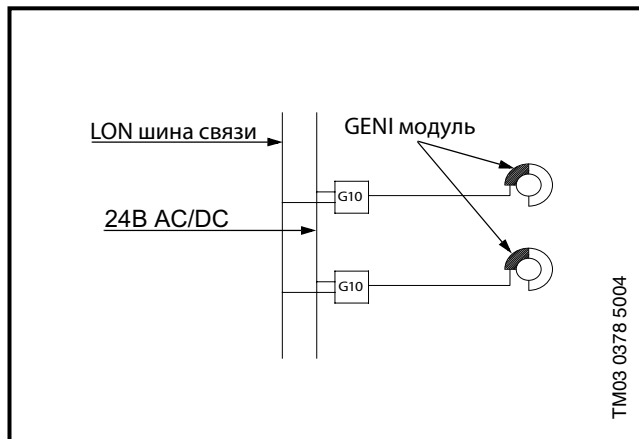 LON шина связи
GENI модуль
G10
24В AC/DC
G10
TM03 0378 5004